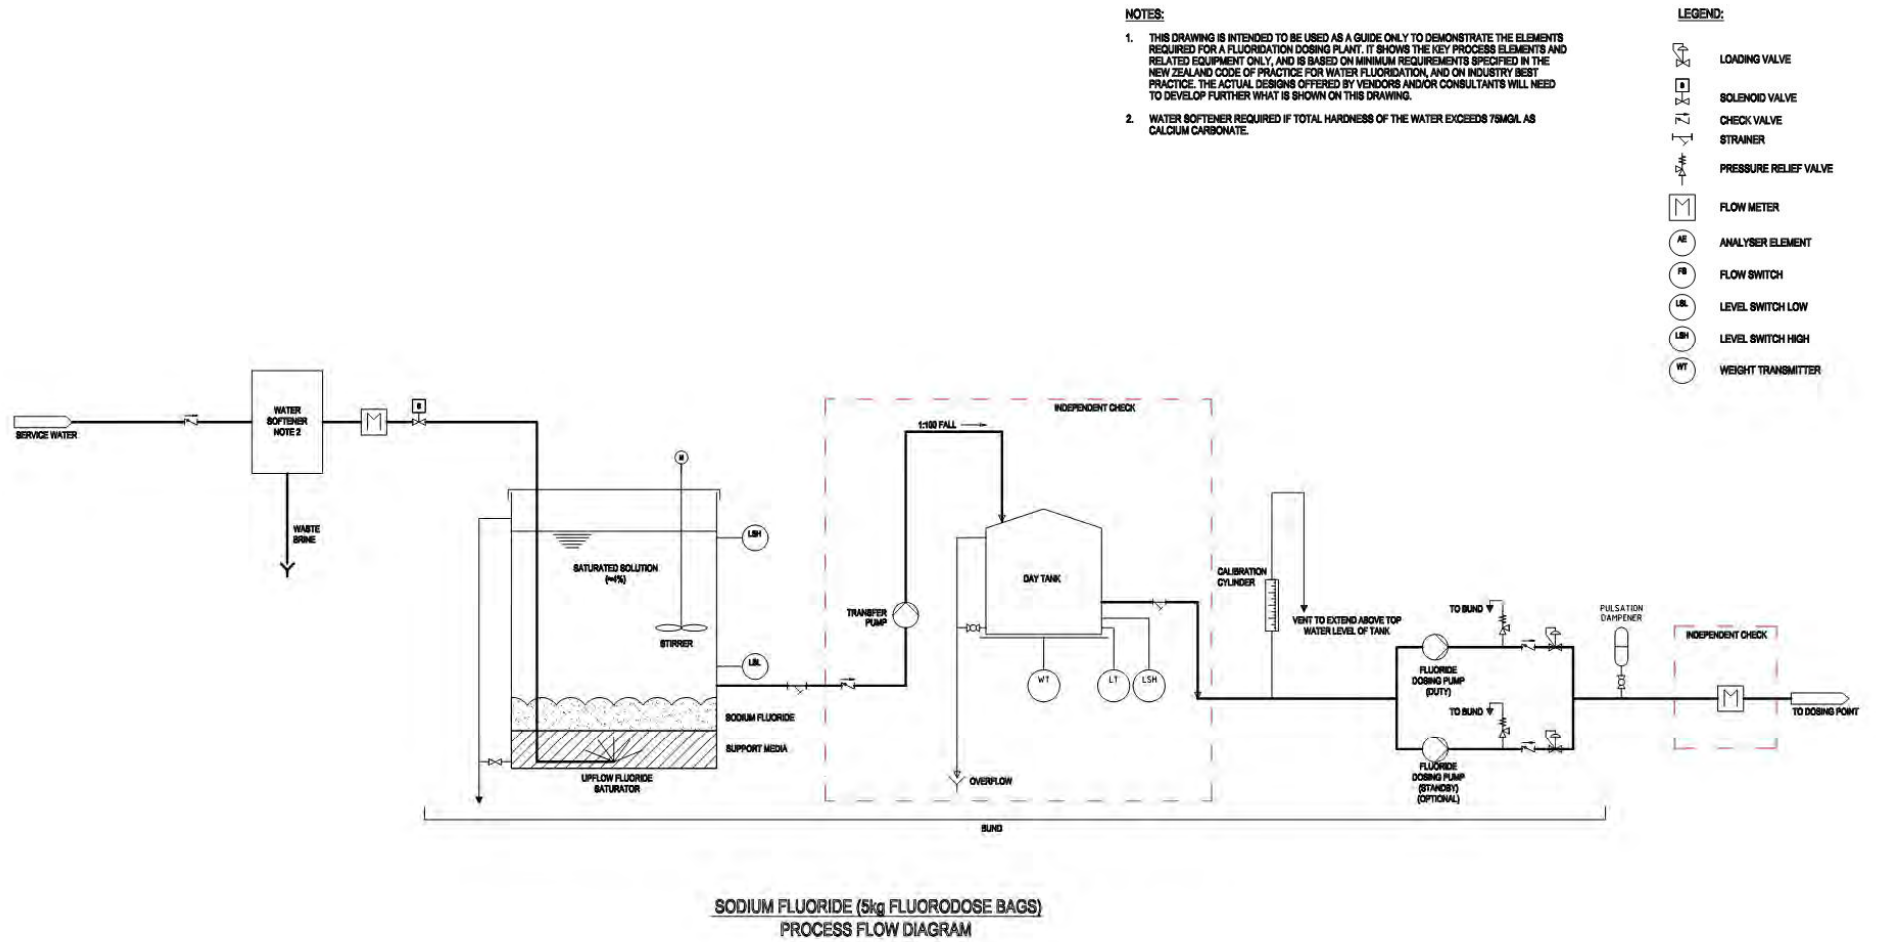 NOTES:
1. THIS DRAWING IS INTENDED TO BE USED AS A GUIDE ONLY TO DEMONSTRATE THE ELEMENTS
REQUIRED FOR A FLUORIDATION DOSING PLANT. IT SHOWS THE KEY PROCESS ELEMENTS AND
RELATED EQUIPMENT ONLY, AND IS BASED ON MINIMUM REQUIREMENTS SPECIFIED IN THE
NEW ZEALAND CODE OF PRACTICE FOR WATER FLUORIDATION, AND ON INDUSTRY BEST
PRACTICE. THE ACTUAL DESIGNS OFFERED BY VENDORS AND/OR CONSULTANTS WILL NEED
TO DEVELOP FURTHER WHAT IS SHOWN ON THIS DRAWING.
2. WATER SOFTENER REQUIRED IF TOTAL HARDNESS OF THE WATER EXCEEDS 75MG/L AS
CALCIUM CARBONATE.
LEGEND:
LOADING VALVE
S
SOLENOID VALVE
CHECK VALVE
STRAINER
PRESSURE RELIEF VALVE
M FLOW METER
AE ANALYSER ELEMENT
FS FLOW SWITCH
LSL LEVEL SWITCH LOW
LSH LEVEL SWITCH HIGH
WT WEIGHT TRANSMITTER
SERVICE WATER
WATER
SOFTENER
NOTE 2
WASTE
BRINE
M
S
M
LSH
SATURATED SOLUTION
(≈4%)
STIRRER
LSL
SODIUM FLUORIDE
SUPPORT MEDIA
UPFLOW FLUORIDE
SATURATOR
INDEPENDENT CHECK
1:100 FALL
TRANSFER
PUMP
DAY TANK
WT
LT
LSH
OVERFLOW
CALIBRATION
CYLINDER
VENT TO EXTEND ABOVE TOP
WATER LEVEL OF TANK
TO BUND
FLUORIDE
DOSING PUMP
(DUTY)
TO BUND
FLUORIDE
DOSING PUMP
(STANDBY)
(OPTIONAL)
PULSATION
DAMPENER
INDEPENDENT CHECK
M
TO DOSING POINT
BUND
SODIUM FLUORIDE (5kg FLUORODOSE BAGS)
PROCESS FLOW DIAGRAM